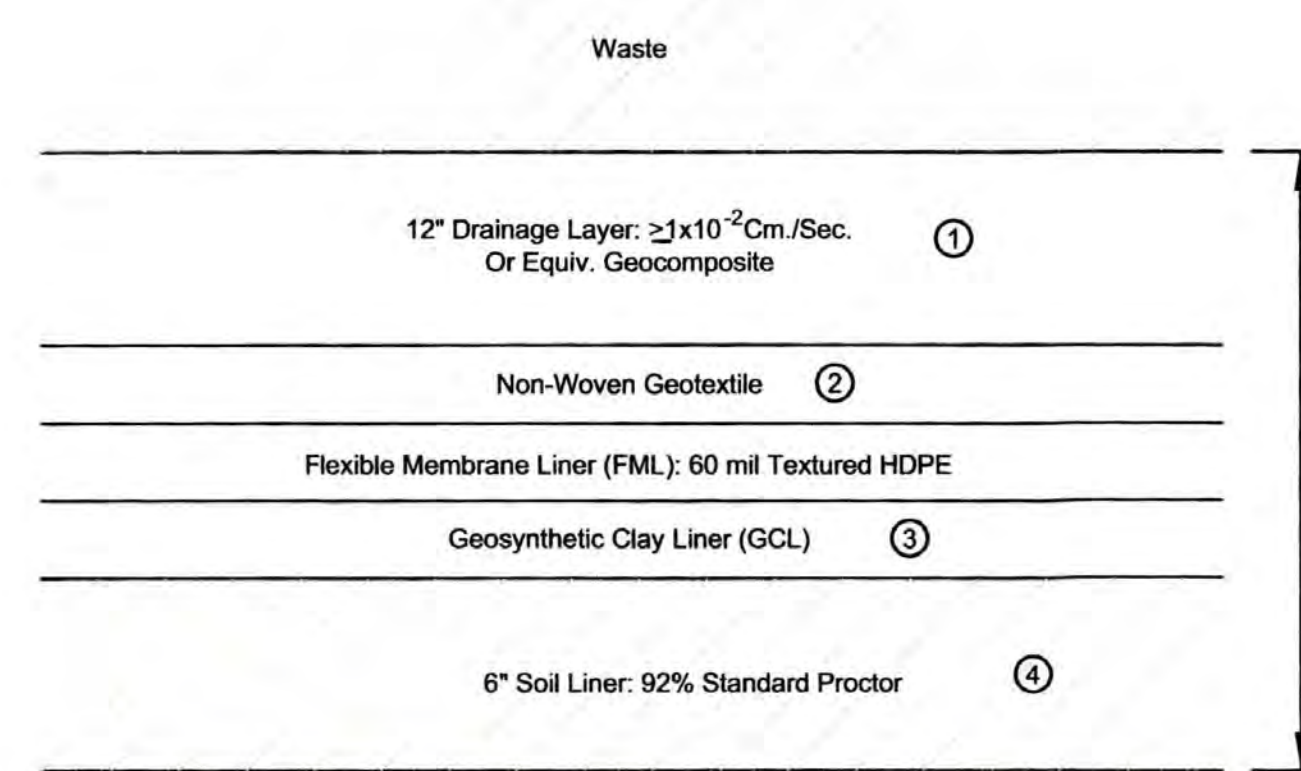 Waste
12" Drainage Layer: ≥1x10⁻²Cm./Sec. ①
Or Equiv. Geocomposite
Non-Woven Geotextile ②
Flexible Membrane Liner (FML): 60 mil Textured HDPE
Geosynthetic Clay Liner (GCL) ③
6" Soil Liner: 92% Standard Proctor ④